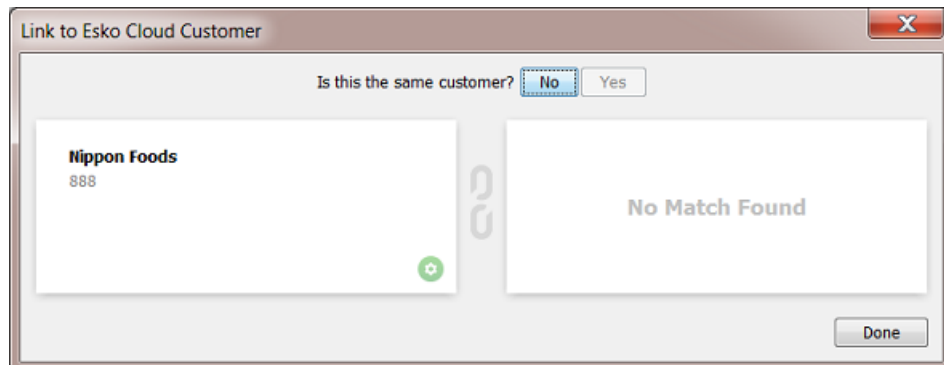 Link to Esko Cloud Customer
Is this the same customer? No Yes
Nippon Foods
888
No Match Found
Done